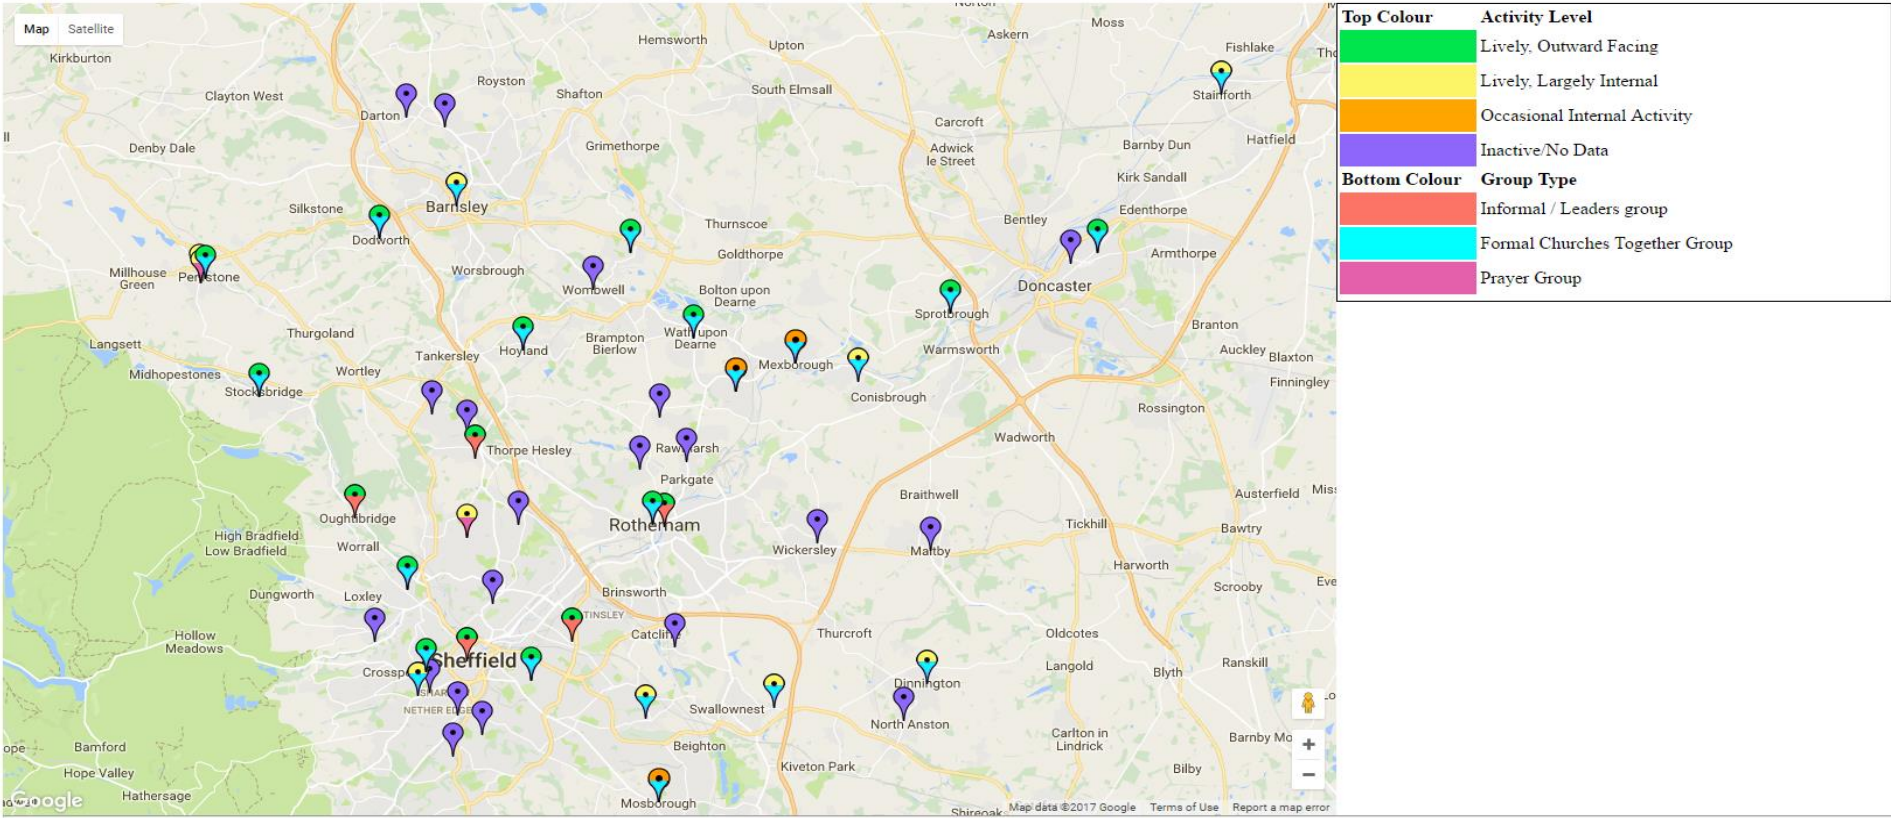 Map Satellite
Norton
Moss
Askern
Hemsworth
Upton
Fishlake
Kirkburton
Royston
Shafton
South Elmsall
Stainforth
Clayton West
Darton
Carcroft
Hatfield
Denby Dale
Grimethorpe
Adwick
le Street
Barnby Dun
Kirk Sandall
Silkstone
Barnsley
Edenthorpe
Bentley
Thurnscoe
Dodworth
Goldthorpe
Armthorpe
Millhouse
Green
Penistone
Worsbrough
Wombwell
Bolton upon
Dearne
Doncaster
Sprotbrough
Thurgoland
Branton
Langsett
Hoyland
Brampton
Bierlow
Wath upon
Dearne
Tankersley
Warmsworth
Auckley
Blaxton
Mexborough
Midhopestones
Wortley
Finningley
Stocksbridge
Conisbrough
Rossington
Wadworth
Thorpe Hesley
Rawmarsh
Parkgate
Braithwell
Austerfield
Oughtibridge
Rotherham
Tickhill
Bawtry
High Bradfield
Low Bradfield
Worrall
Wickersley
Maltby
Harworth
Scrooby
Dungworth
Loxley
Brinsworth
TINSLEY
Hollow
Meadows
Catcliffe
Thurcroft
Oldcotes
Sheffield
Langold
Ranskill
Blyth
Dinnington
NETHER EDGE
Swallownest
North Anston
Bamford
Beighton
Carlton in
Lindrick
Hope Valley
Kiveton Park
Bilby
Hathersage
Mosborough
Google
Map data ©2017 Google Terms of Use Report a map error
Top Colour Activity Level
Lively, Outward Facing
Lively, Largely Internal
Occasional Internal Activity
Inactive/No Data
Bottom Colour Group Type
Informal / Leaders group
Formal Churches Together Group
Prayer Group